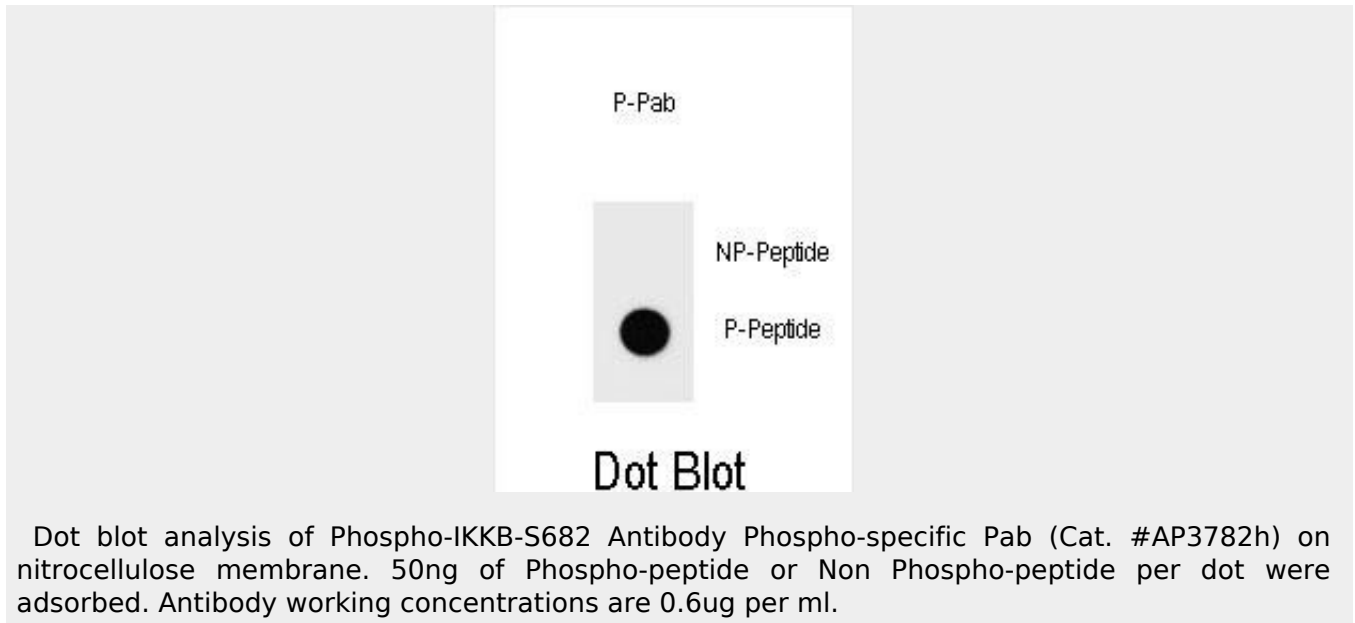 P-Pab
NP-Peptide
P-Peptide
Dot Blot
Dot blot analysis of Phospho-IKKB-S682 Antibody Phospho-specific Pab (Cat. #AP3782h) on
nitrocellulose membrane. 50ng of Phospho-peptide or Non Phospho-peptide per dot were
adsorbed. Antibody working concentrations are 0.6ug per ml.